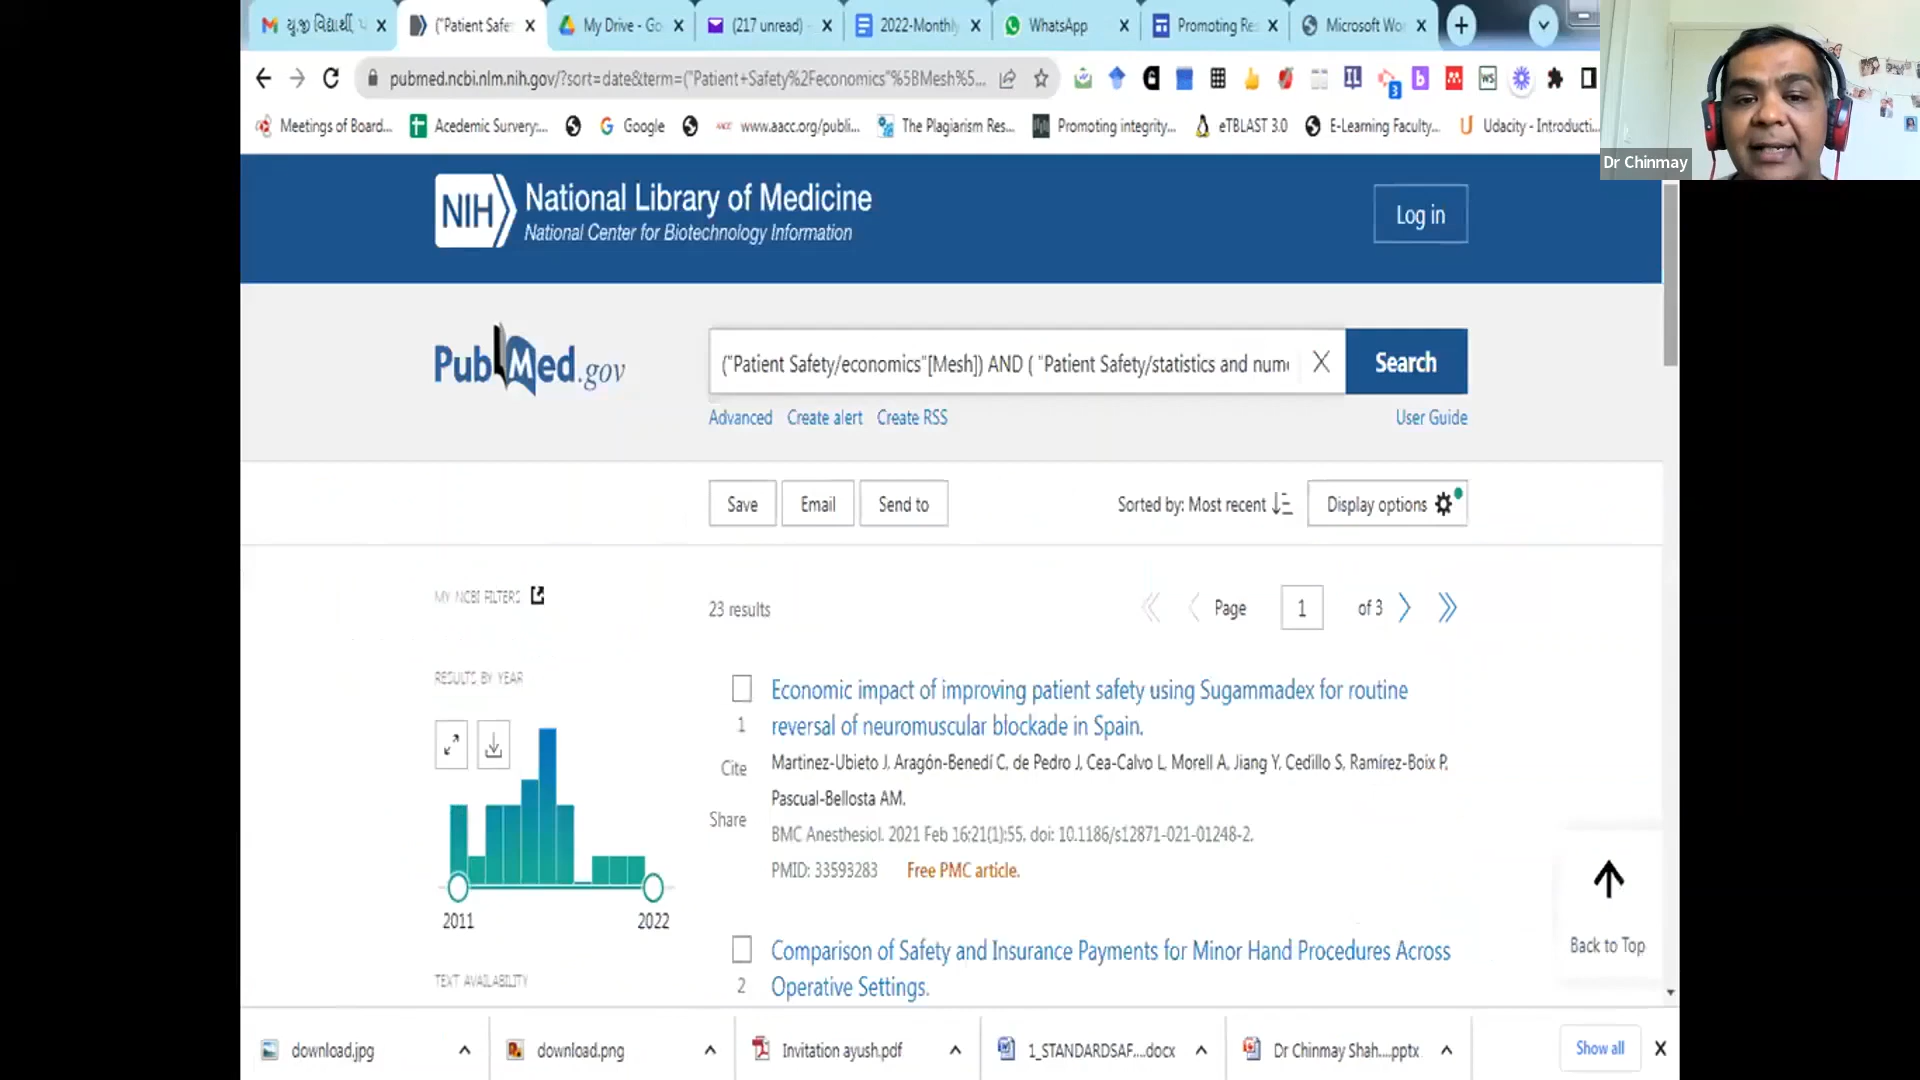 યુ.જી વિદ્યાર્થી
("Patient Safe
My Drive - Go
(217 unread)
2022-Monthly
WhatsApp
Promoting Re
Microsoft Wo
pubmed.ncbi.nlm.nih.gov/?sort=date&term=("Patient+Safety%2Feconomics"%5BMesh%5...
3
Meetings of Board...
Acedemic Survery:...
Google
www.aacc.org/publi...
The Plagiarism Res...
Promoting integrity...
eTBLAST 3.0
E-Learning Faculty...
Udacity - Introducti...
Dr Chinmay
NIH
National Library of Medicine
National Center for Biotechnology Information
Log in
PubMed.gov
("Patient Safety/economics"[Mesh]) AND ( "Patient Safety/statistics and nume
Search
Advanced
Create alert
Create RSS
User Guide
Save
Email
Send to
Sorted by: Most recent
Display options
MY NCBI FILTERS
23 results
Page
1
of 3
RESULTS BY YEAR
2011
2022
TEXT AVAILABILITY
Economic impact of improving patient safety using Sugammadex for routine
1
reversal of neuromuscular blockade in Spain.
Cite
Martinez-Ubieto J, Aragón-Benedí C, de Pedro J, Cea-Calvo L, Morell A, Jiang Y, Cedillo S, Ramírez-Boix P,
Pascual-Bellosta AM.
Share
BMC Anesthesiol. 2021 Feb 16;21(1):55. doi: 10.1186/s12871-021-01248-2.
PMID: 33593283
Free PMC article.
Comparison of Safety and Insurance Payments for Minor Hand Procedures Across
2
Operative Settings.
Back to Top
download.jpg
download.png
Invitation ayush.pdf
1_STANDARDSAF....docx
Dr Chinmay Shah....pptx
Show all